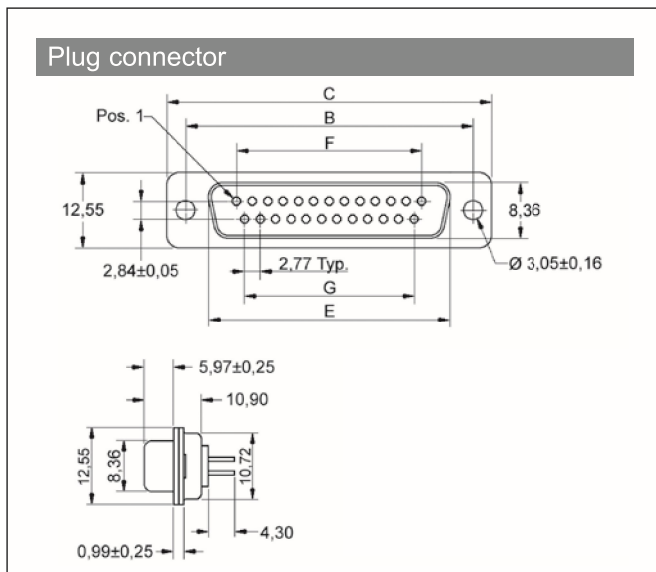 Plug connector
C
Pos. 1
B
F
12,55
8,36
2,84±0,05
2,77 Typ.
Ø 3,05±0,16
G
E
5,97±0,25
10,90
12,55
8,36
10,72
4,30
0,99±0,25